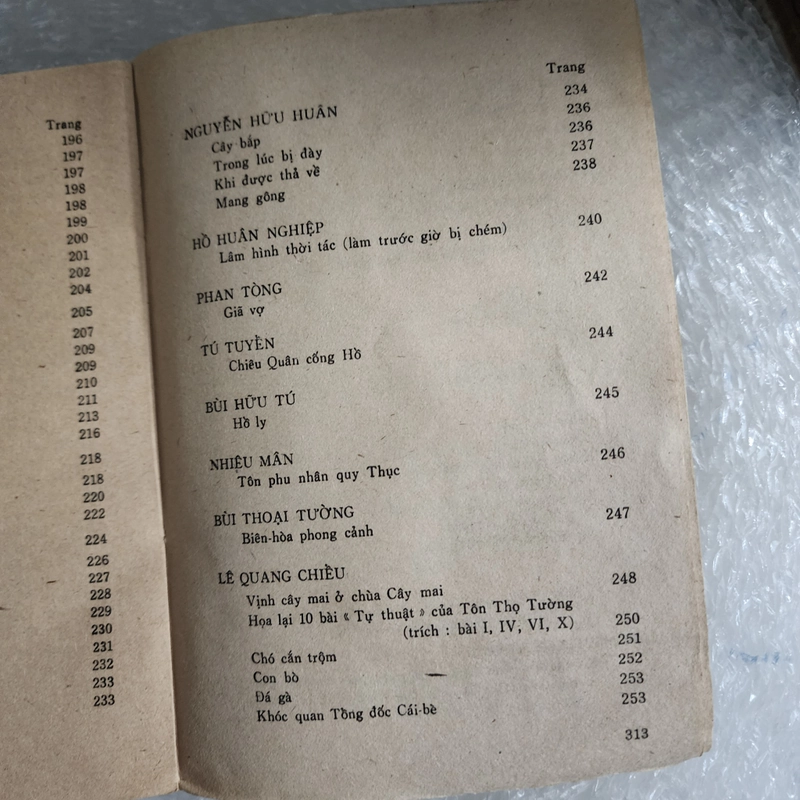 Trang
196
197
197
198
198
199
200
201
202
204
205
207
209
209
210
211
213
216
218
218
220
222
224
226
227
228
229
230
231
232
233
233
Trang
NGUYỄN HỮU HUÂN 234
Cây bắp 236
Trong lúc bị đày 236
Khi được thả về 237
Mang gông 238
HỒ HUÂN NGHIỆP
Lâm hình thời tác (làm trước giờ bị chém) 240
PHAN TÒNG 242
Giã vợ
TÚ TUYỀN 244
Chiêu Quân cống Hồ
BÙI HỮU TÚ 245
Hồ ly
NHIỆU MÂN 246
Tôn phu nhân quy Thục
BÙI THOẠI TƯỜNG 247
Biên-hòa phong cảnh
LÊ QUANG CHIỀU 248
Vịnh cây mai ở chùa Cây mai
Họa lại 10 bài « Tự thuật » của Tôn Thọ Tường
(trích : bài I, IV, VI, X) 250
251
Chó cắn trộm 252
Con bò 253
Đá gà 253
Khóc quan Tổng đốc Cái-bè
313